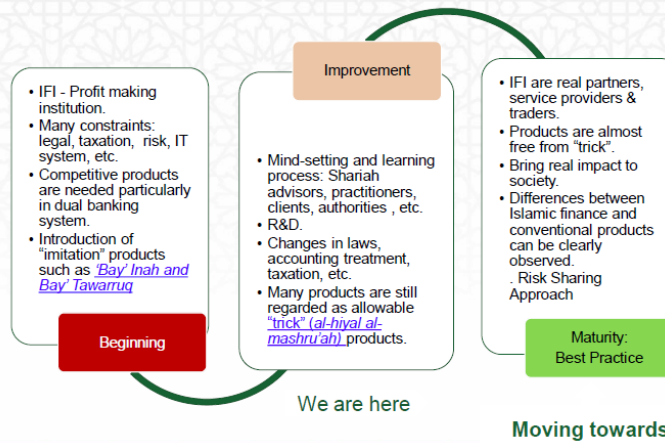 • IFI - Profit making
institution.
• Many constraints:
legal, taxation, risk, IT
system, etc.
• Competitive products
are needed particularly
in dual banking
system.
• Introduction of
"imitation" products
such as 'Bay' Inah and
Bay' Tawarruq
Beginning
Improvement
• Mind-setting and learning
process: Shariah
advisors, practitioners,
clients, authorities , etc.
• R&D.
• Changes in laws,
accounting treatment,
taxation, etc.
• Many products are still
regarded as allowable
"trick" (al-hiyal al-
mashru'ah) products.
We are here
• IFI are real partners,
service providers &
traders.
• Products are almost
free from "trick".
• Bring real impact to
society.
• Differences between
Islamic finance and
conventional products
can be clearly
observed.
. Risk Sharing
Approach
Maturity:
Best Practice
Moving towards